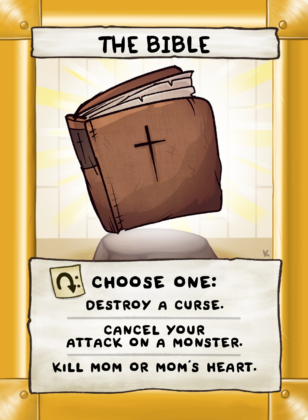 THE BIBLE
CHOOSE ONE:
DESTROY A CURSE.
CANCEL YOUR
ATTACK ON A MONSTER.
KILL MOM OR MOM'S HEART.